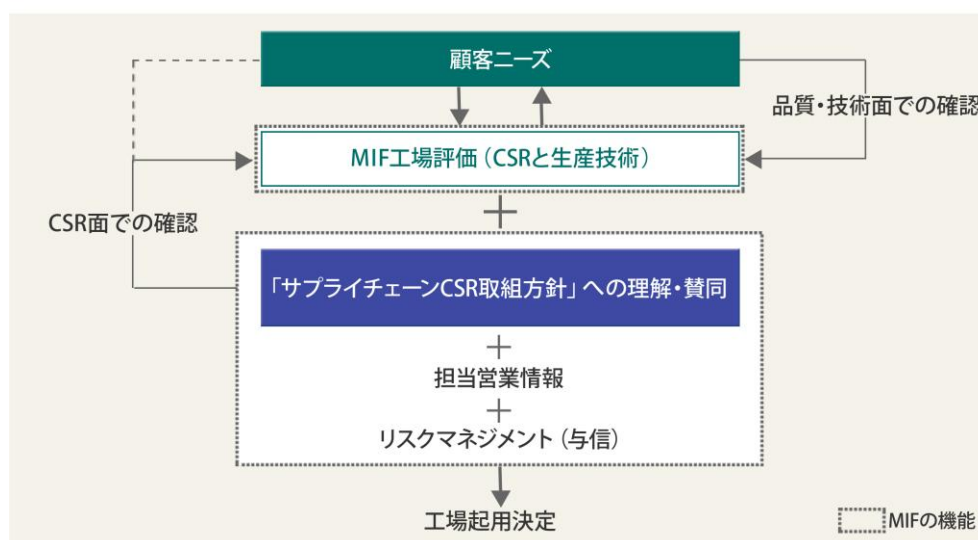 顧客ニーズ
品質・技術面での確認
MIF工場評価（CSRと生産技術）
CSR面での確認
「サプライチェーンCSR取組方針」への理解・賛同
担当営業情報
リスクマネジメント（与信）
工場起用決定
MIFの機能